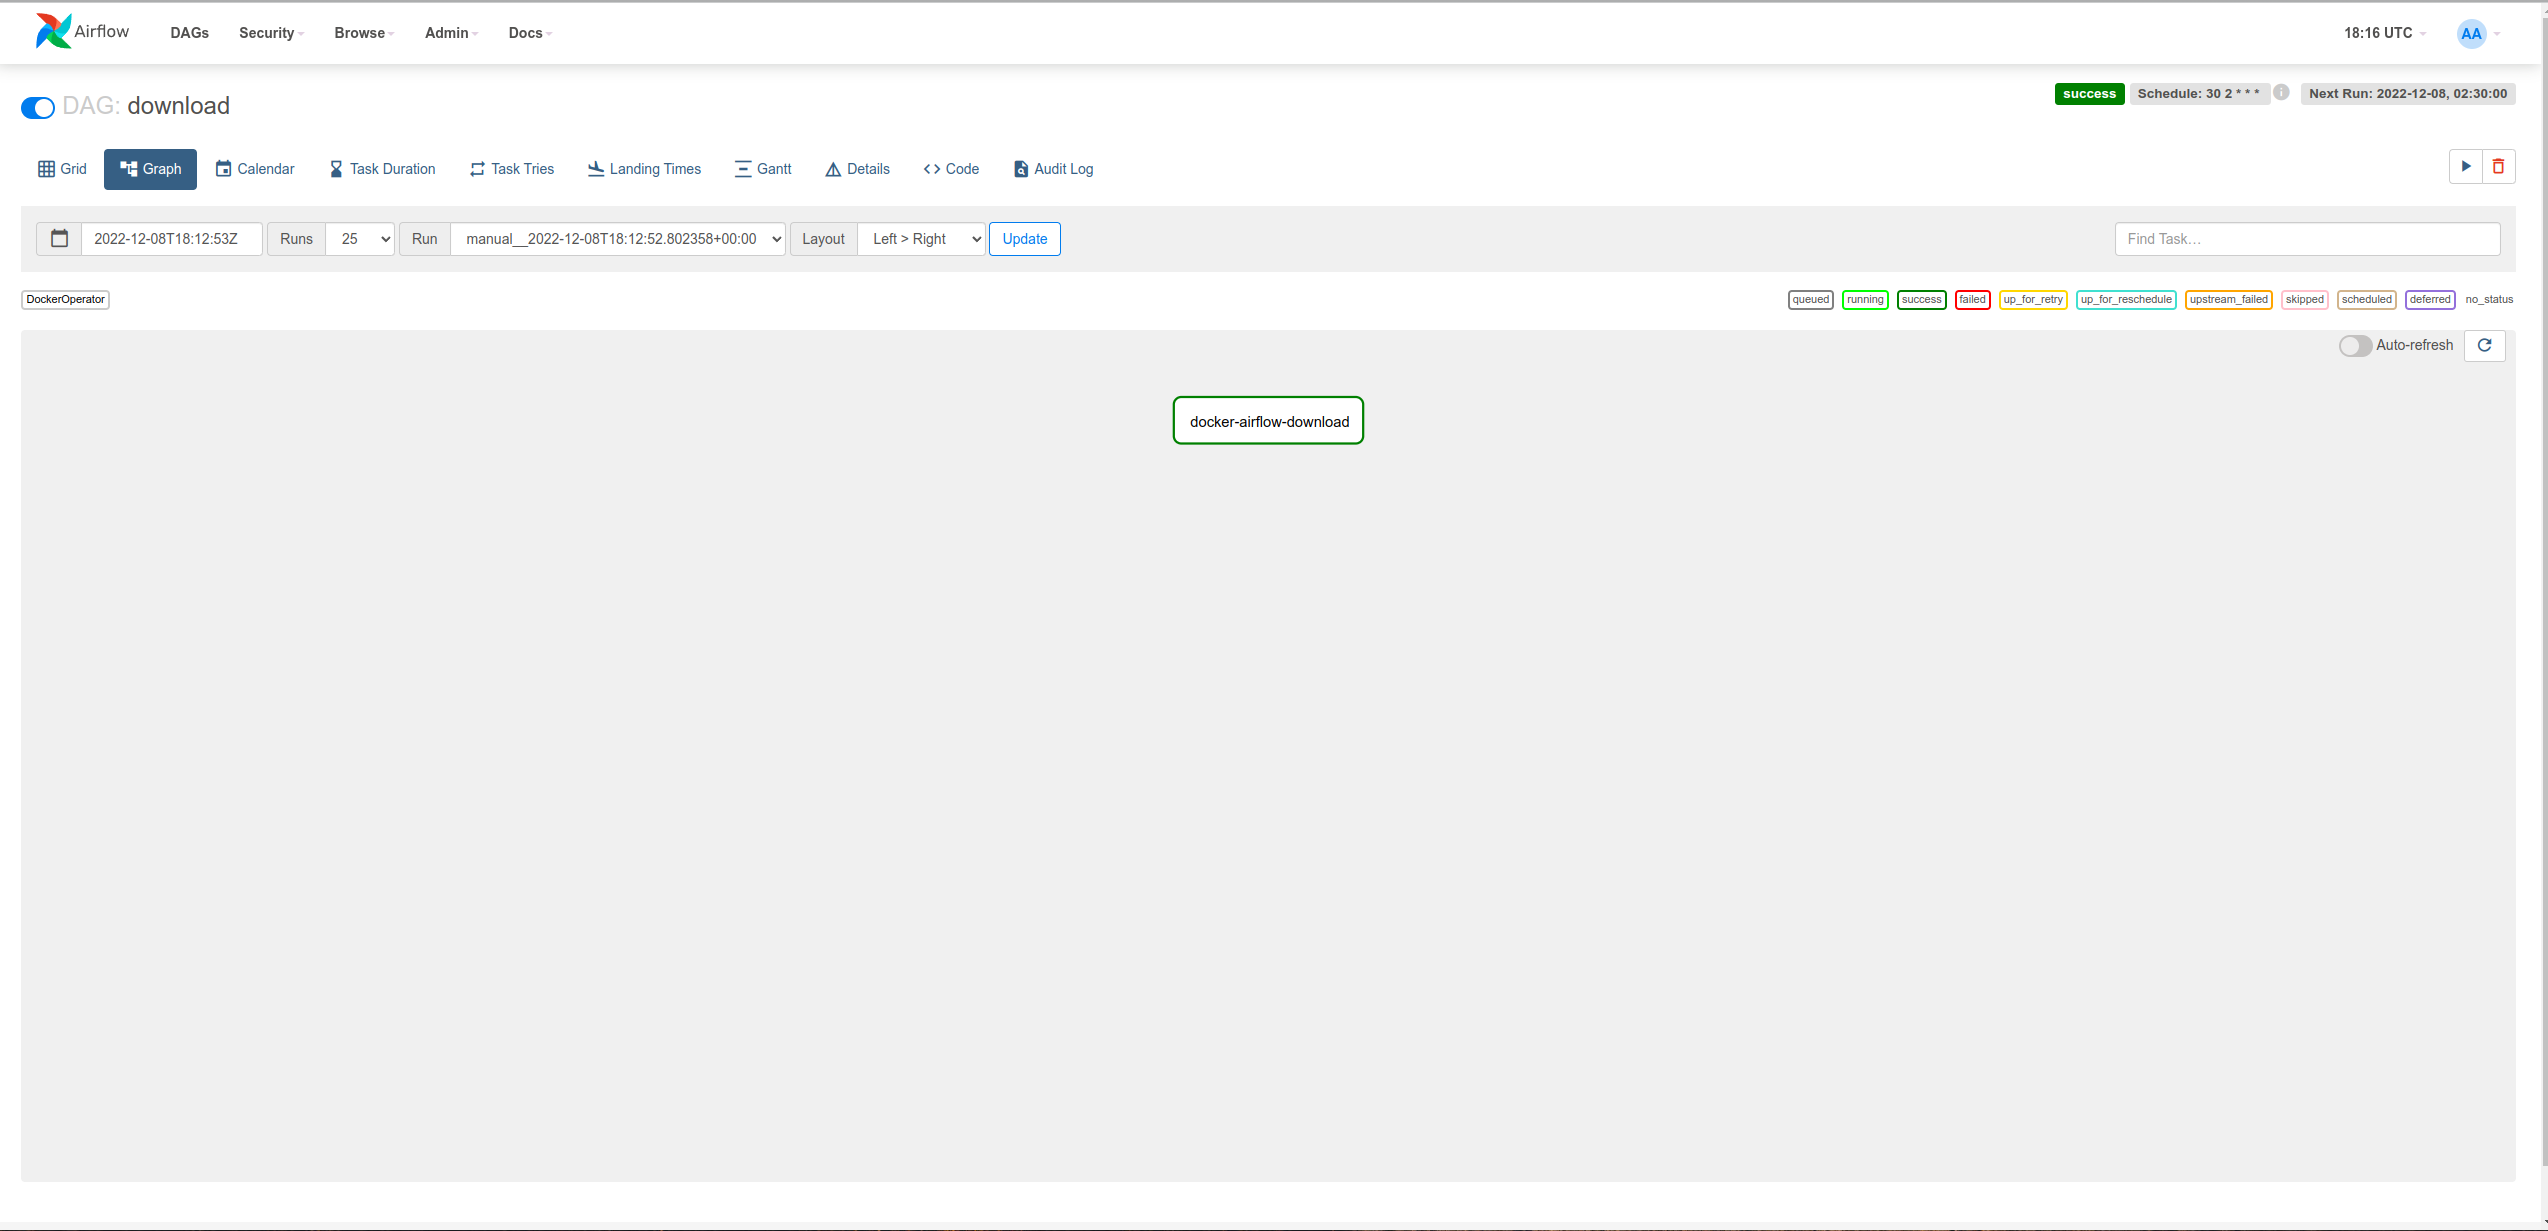 Airflow DAGs Security Browse Admin Docs 18:16 UTC AA
DAG: download success Schedule: 30 2 * * * i Next Run: 2022-12-08, 02:30:00
Grid Graph Calendar Task Duration Task Tries Landing Times Gantt Details Code Audit Log
2022-12-08T18:12:53Z Runs 25 Run manual__2022-12-08T18:12:52.802358+00:00 Layout Left > Right Update Find Task…
DockerOperator queued running success failed up_for_retry up_for_reschedule upstream_failed skipped scheduled deferred no_status
Auto-refresh
docker-airflow-download